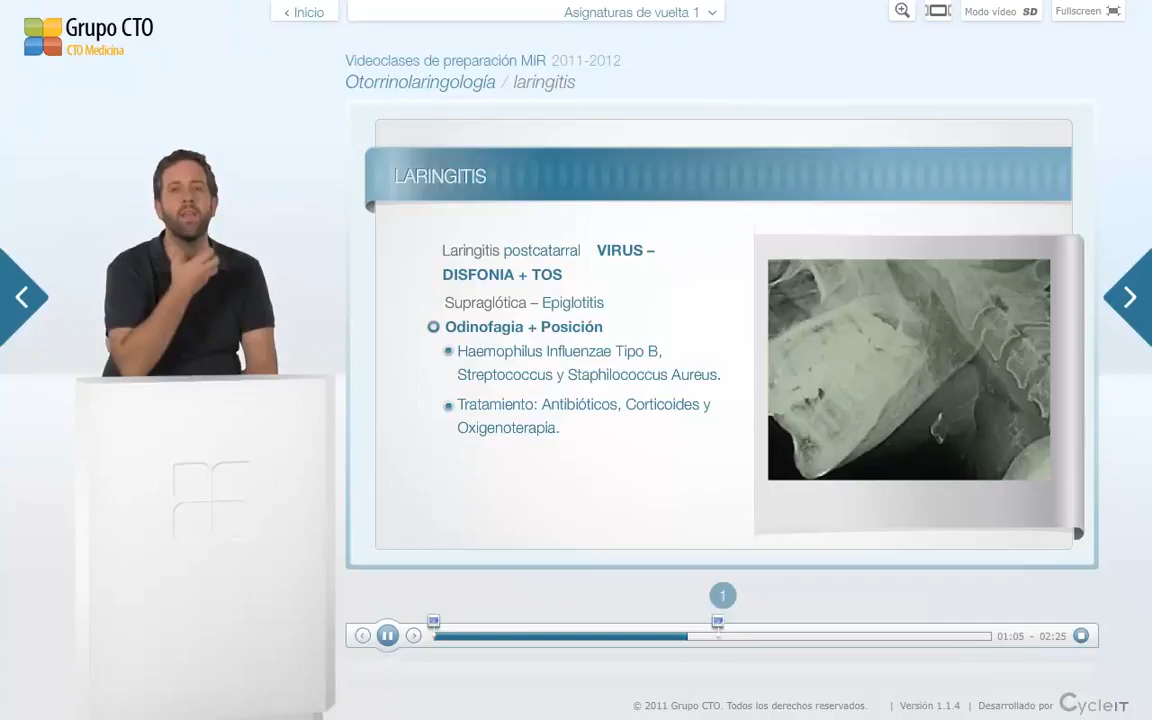 Grupo CTO
CTO Medicina
‹ Inicio
Asignaturas de vuelta 1
Modo vídeo SD
Fullscreen
Videoclases de preparación MIR 2011-2012
Otorrinolaringología / laringitis
LARINGITIS
Laringitis postcatarral VIRUS –
DISFONIA + TOS
Supraglótica – Epiglotitis
Odinofagia + Posición
Haemophilus Influenzae Tipo B,
Streptococcus y Staphilococcus Aureus.
Tratamiento: Antibióticos, Corticoides y
Oxigenoterapia.
1
01:05 - 02:25
© 2011 Grupo CTO. Todos los derechos reservados. | Versión 1.1.4 | Desarrollado por CycleIT